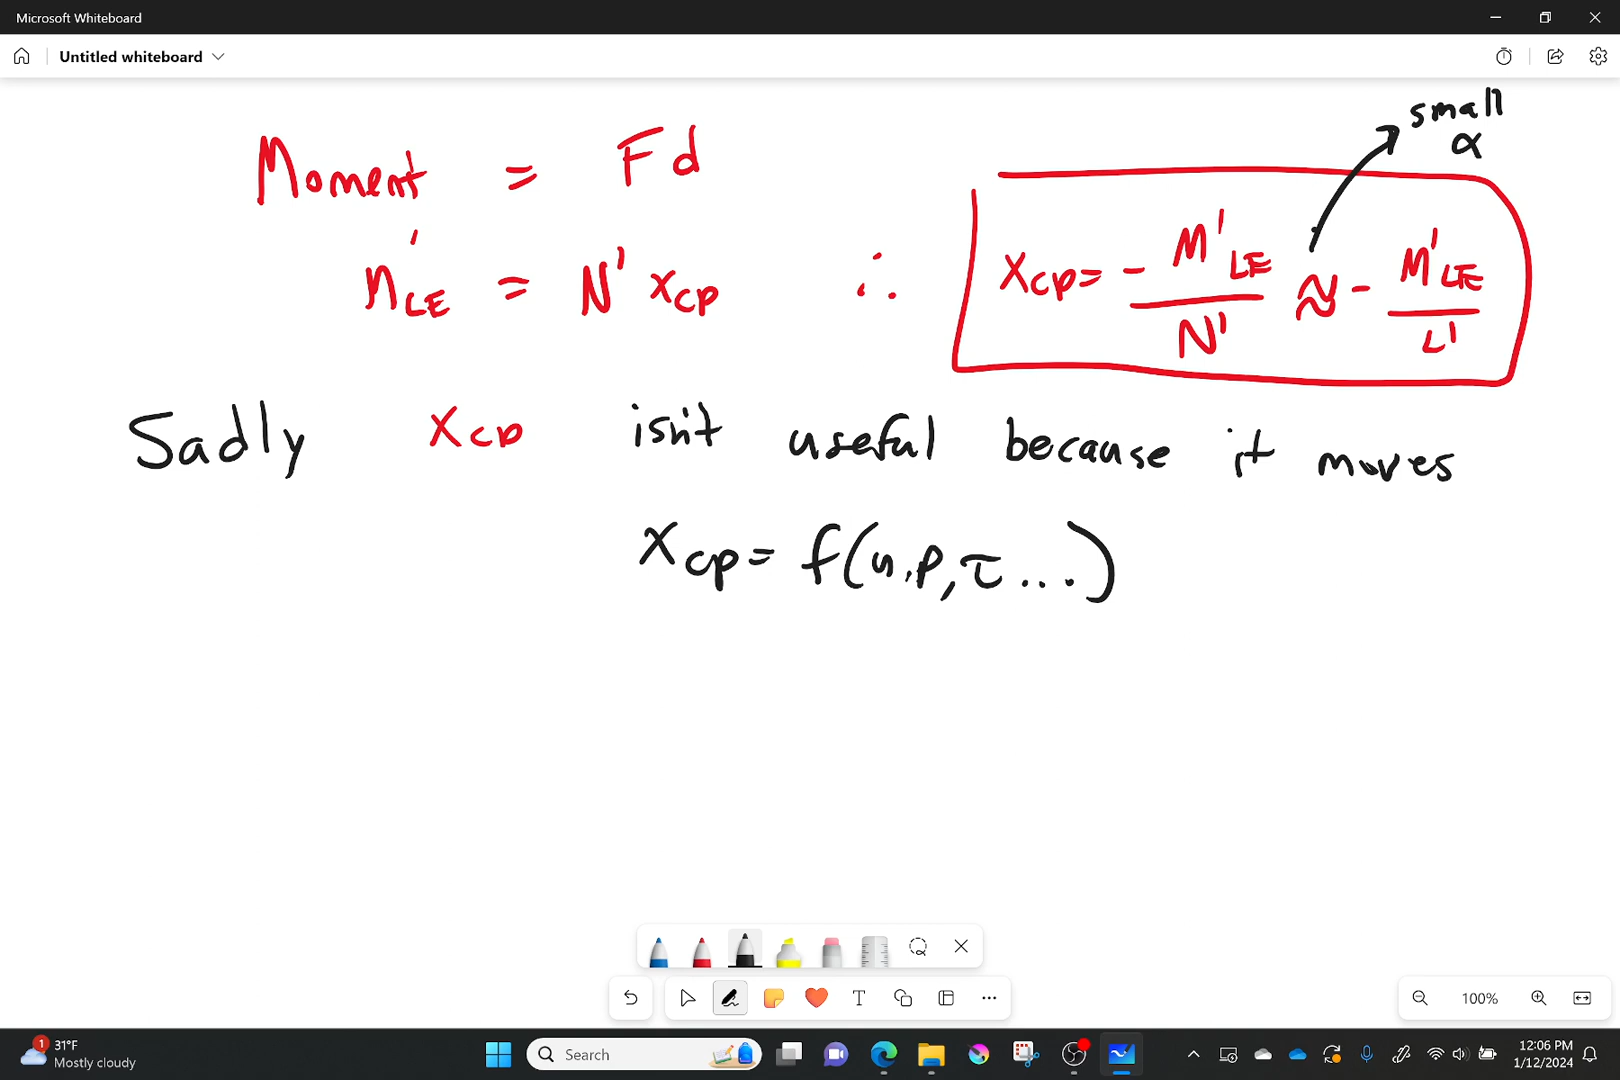 Microsoft Whiteboard
Untitled whiteboard
small
α
Moment = Fd
M'LE = N' xcp ∴ xcp = - M'LE / N' ≈ - M'LE / L'
Sadly xcp isn't useful because it moves
xcp = f(u, p, τ ...)
100%
1
31°F
Mostly cloudy
Search
12:06 PM
1/12/2024